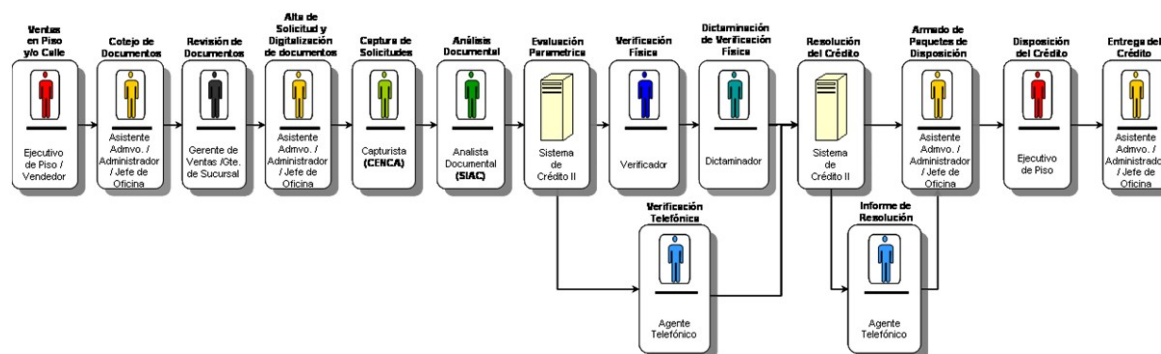 Ventas
en Piso
y/o Calle
Ejecutivo
de Piso /
Vendedor
Cotejo de
Documentos
Asistente
Admvo. /
Administrador
/ Jefe de
Oficina
Revisión de
Documentos
Gerente de
Ventas /Gte.
de Sucursal
Alta de
Solicitud y
Digitalización
de documentos
Asistente
Admvo. /
Administrador
/ Jefe de
Oficina
Captura de
Solicitudes
Capturista
(CENCA)
Análisis
Documental
Analista
Documental
(SIAC)
Evaluación
Parametrica
Sistema
de
Crédito II
Verificación
Física
Verificador
Dictaminación
de Verificación
Física
Dictaminador
Resolución
del Crédito
Sistema
de
Crédito II
Armado de
Paquetes de
Disposición
Asistente
Admvo. /
Administrador
/ Jefe de
Oficina
Disposición
del Crédito
Ejecutivo
de Piso
Entrega del
Crédito
Asistente
Admvo. /
Administrador
/ Jefe de
Oficina
Verificación
Telefónica
Agente
Telefónico
Informe de
Resolución
Agente
Telefónico